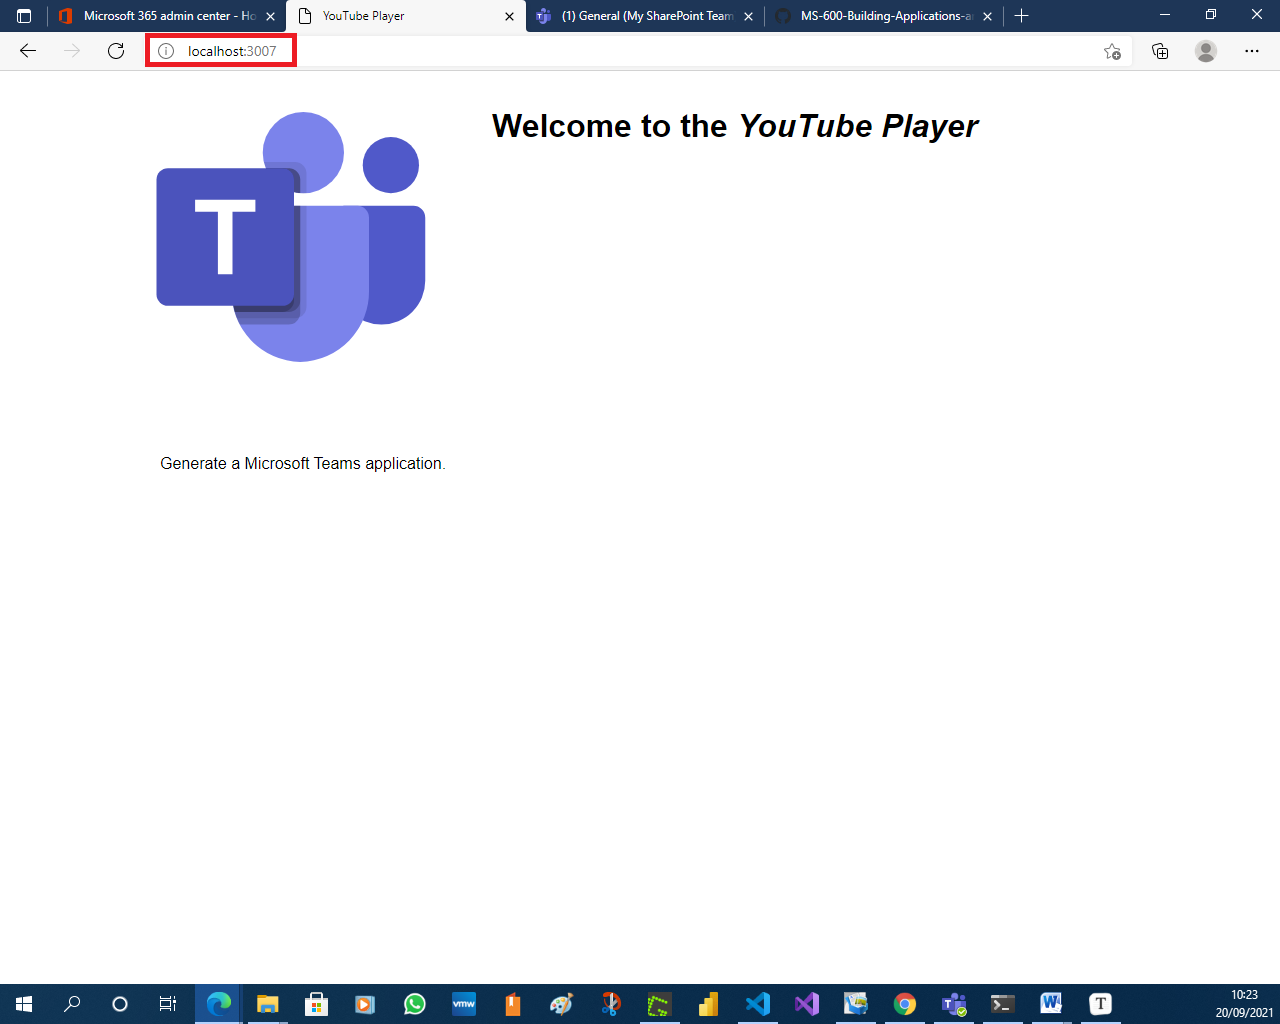 Microsoft 365 admin center - Ho
YouTube Player
(1) General (My SharePoint Team
MS-600-Building-Applications-a
localhost:3007
Welcome to the YouTube Player
T
Generate a Microsoft Teams application.
vmw
W
T
10:23
20/09/2021